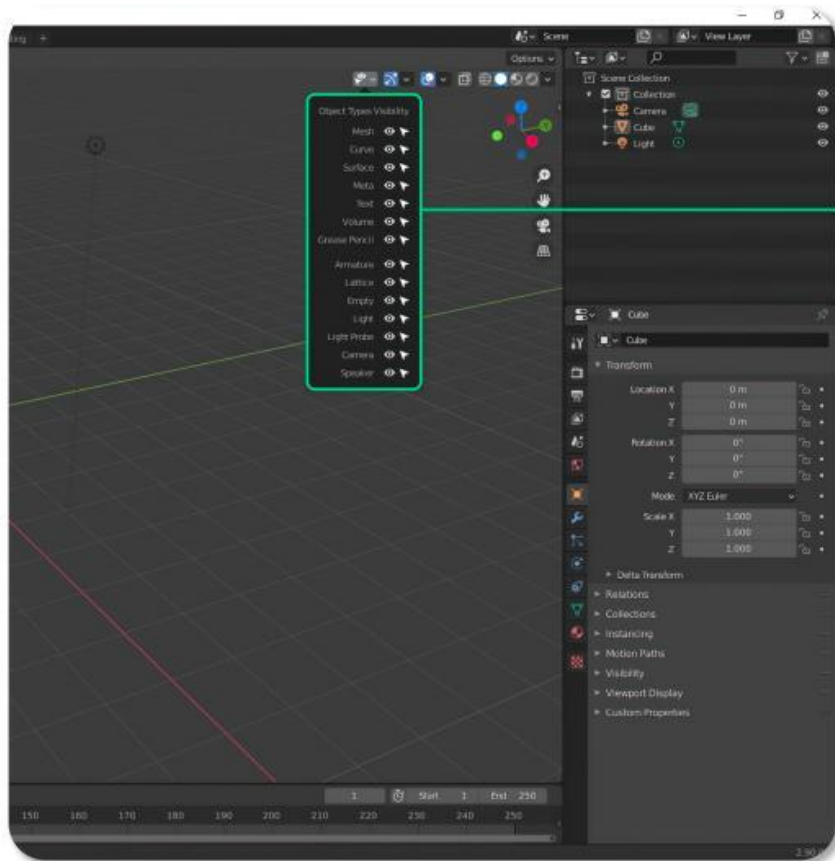 Scene
View Layer
Options
Object Types Visibility
Mesh
Curve
Surface
Meta
Text
Volume
Grease Pencil
Armature
Lattice
Empty
Light
Light Probe
Camera
Speaker
Scene Collection
Collection
Camera
Cube
Light
Cube
Cube
Transform
Location X 0 m
Y 0 m
Z 0 m
Rotation X 0°
Y 0°
Z 0°
Mode XYZ Euler
Scale X 1.000
Y 1.000
Z 1.000
Delta Transform
Relations
Collections
Instancing
Motion Paths
Visibility
Viewport Display
Custom Properties
1 Start 1 End 250
150 160 170 180 190 200 210 220 230 240 250